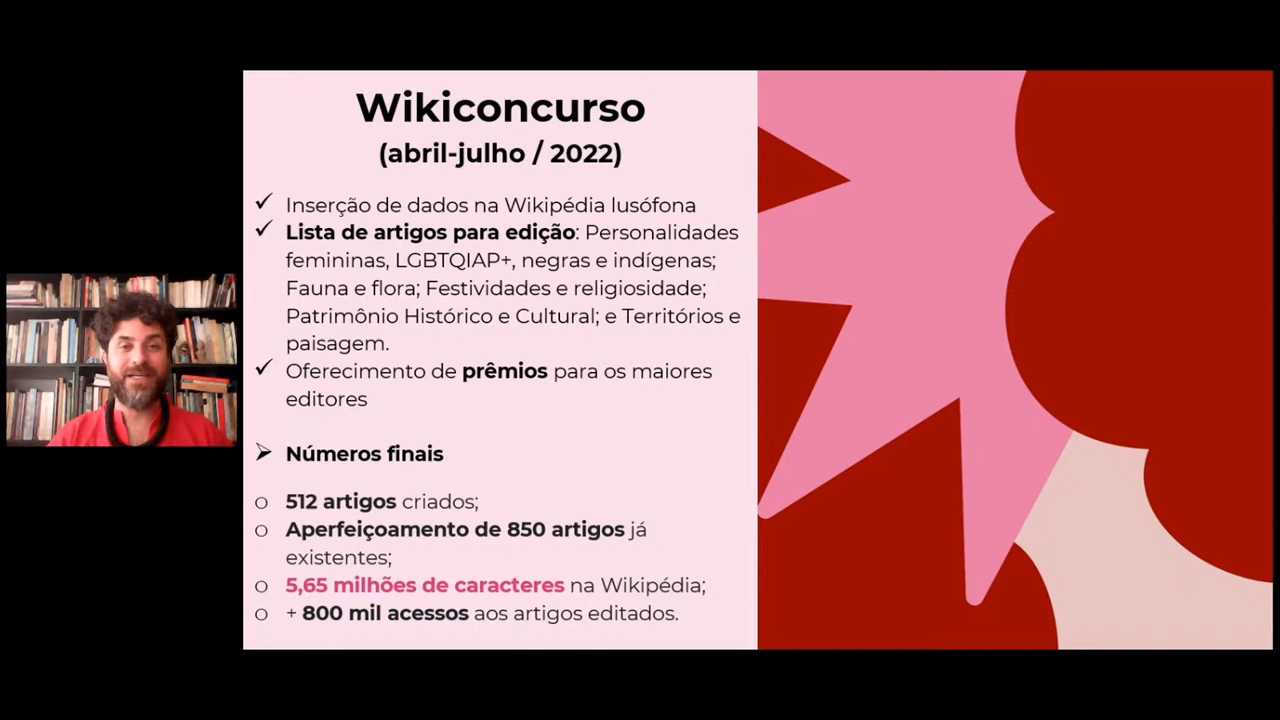 Wikiconcurso
(abril-julho / 2022)
✓ Inserção de dados na Wikipédia lusófona
✓ Lista de artigos para edição: Personalidades
femininas, LGBTQIAP+, negras e indígenas;
Fauna e flora; Festividades e religiosidade;
Patrimônio Histórico e Cultural; e Territórios e
paisagem.
✓ Oferecimento de prêmios para os maiores
editores
➢ Números finais
o 512 artigos criados;
o Aperfeiçoamento de 850 artigos já
existentes;
o 5,65 milhões de caracteres na Wikipédia;
o + 800 mil acessos aos artigos editados.